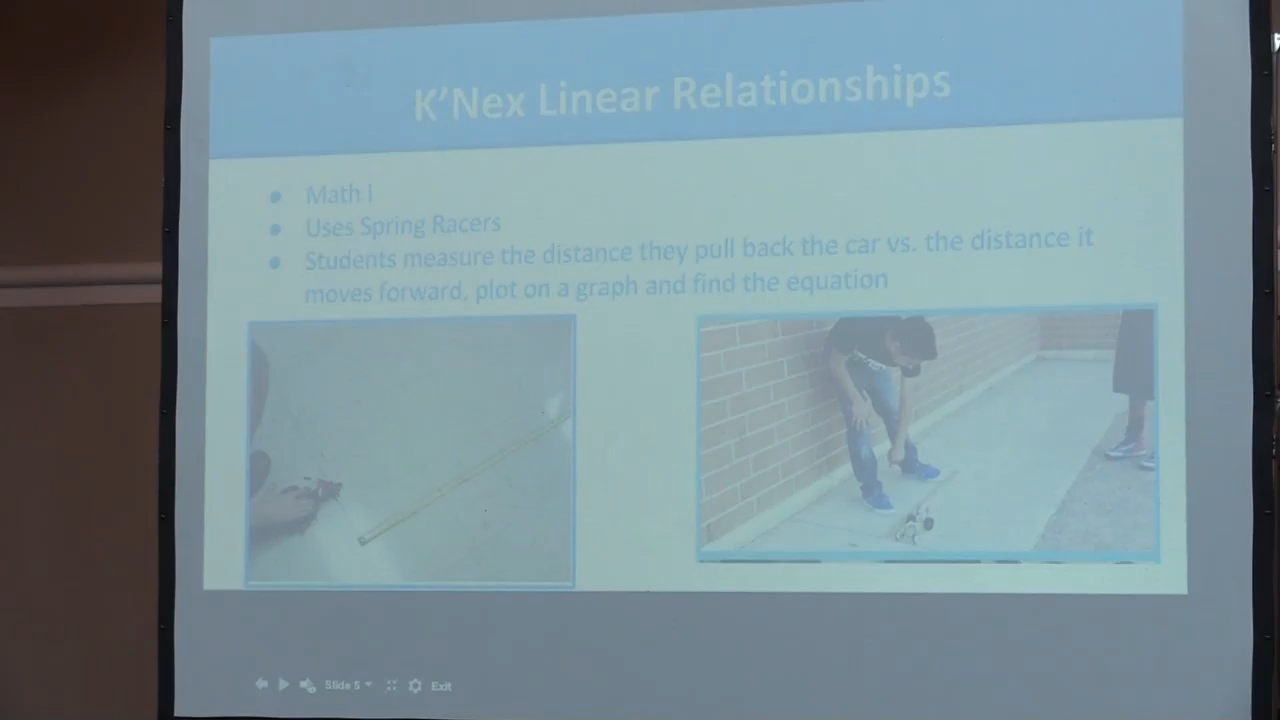 K'Nex Linear Relationships
● Math I
● Uses Spring Racers
● Students measure the distance they pull back the car vs. the distance it
moves forward, plot on a graph and find the equation
Slide 5
Exit